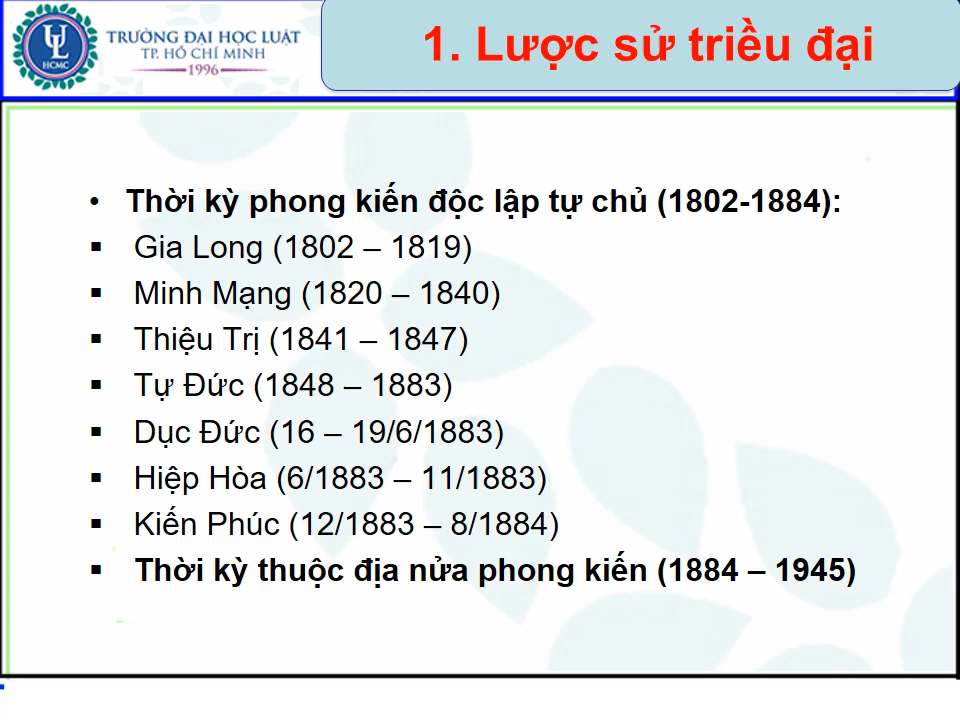 TRƯỜNG ĐẠI HỌC LUẬT
TP. HỒ CHÍ MINH
1996
UL
HCMC
1. Lược sử triều đại
• Thời kỳ phong kiến độc lập tự chủ (1802-1884):
▪ Gia Long (1802 – 1819)
▪ Minh Mạng (1820 – 1840)
▪ Thiệu Trị (1841 – 1847)
▪ Tự Đức (1848 – 1883)
▪ Dục Đức (16 – 19/6/1883)
▪ Hiệp Hòa (6/1883 – 11/1883)
▪ Kiến Phúc (12/1883 – 8/1884)
▪ Thời kỳ thuộc địa nửa phong kiến (1884 – 1945)